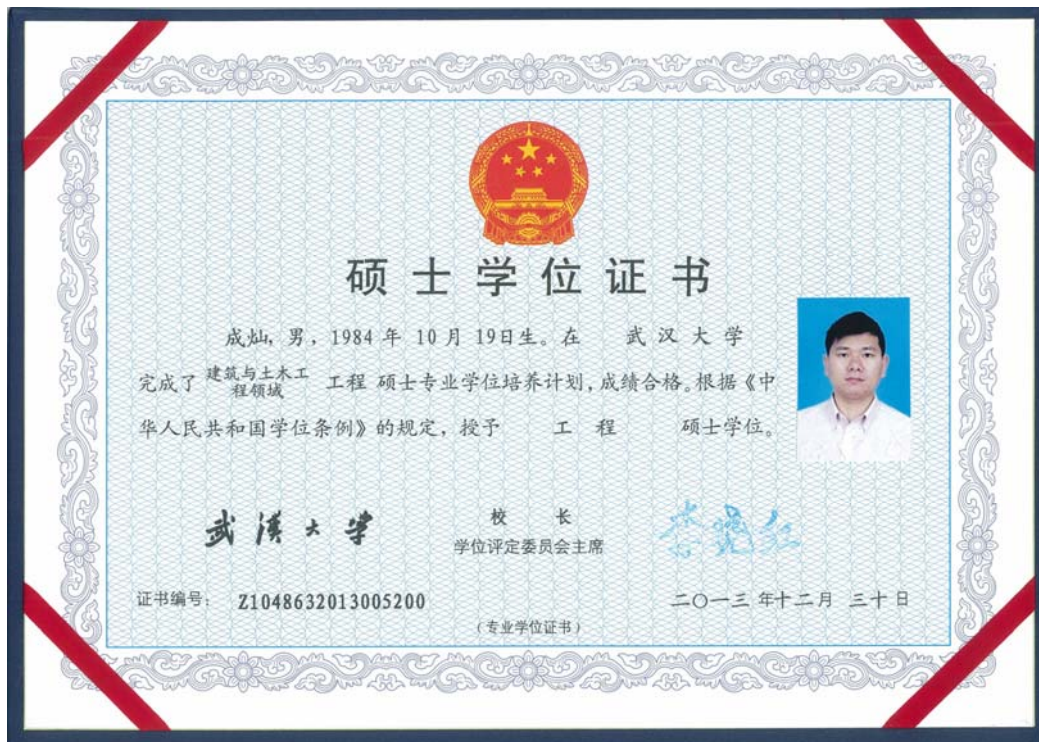 硕士学位证书
成灿, 男, 1984 年 10 月 19日生。在 武汉大学
完成了 建筑与土木工程领域 工程 硕士专业学位培养计划, 成绩合格。根据《中
华人民共和国学位条例》的规定, 授予 工程 硕士学位。
武汉大学
校长
学位评定委员会主席
李晓红
证书编号: Z1048632013005200
二〇一三 年十二月 三十 日
(专业学位证书)